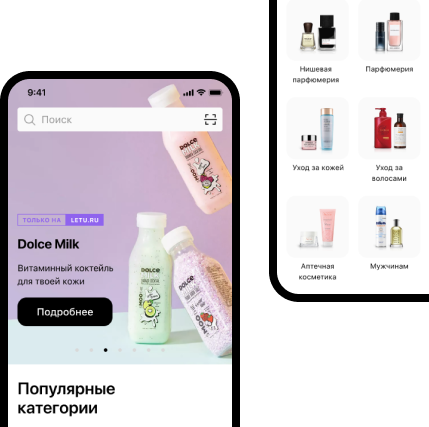 9:41
Поиск
ТОЛЬКО НА LETU.RU
Dolce Milk
Витаминный коктейль
для твоей кожи
Подробнее
DOLCE
DOLCE
DOLCE
Популярные
категории
Нишевая
парфюмерия
Парфюмерия
Уход за кожей
Уход за
волосами
Аптечная
косметика
Мужчинам